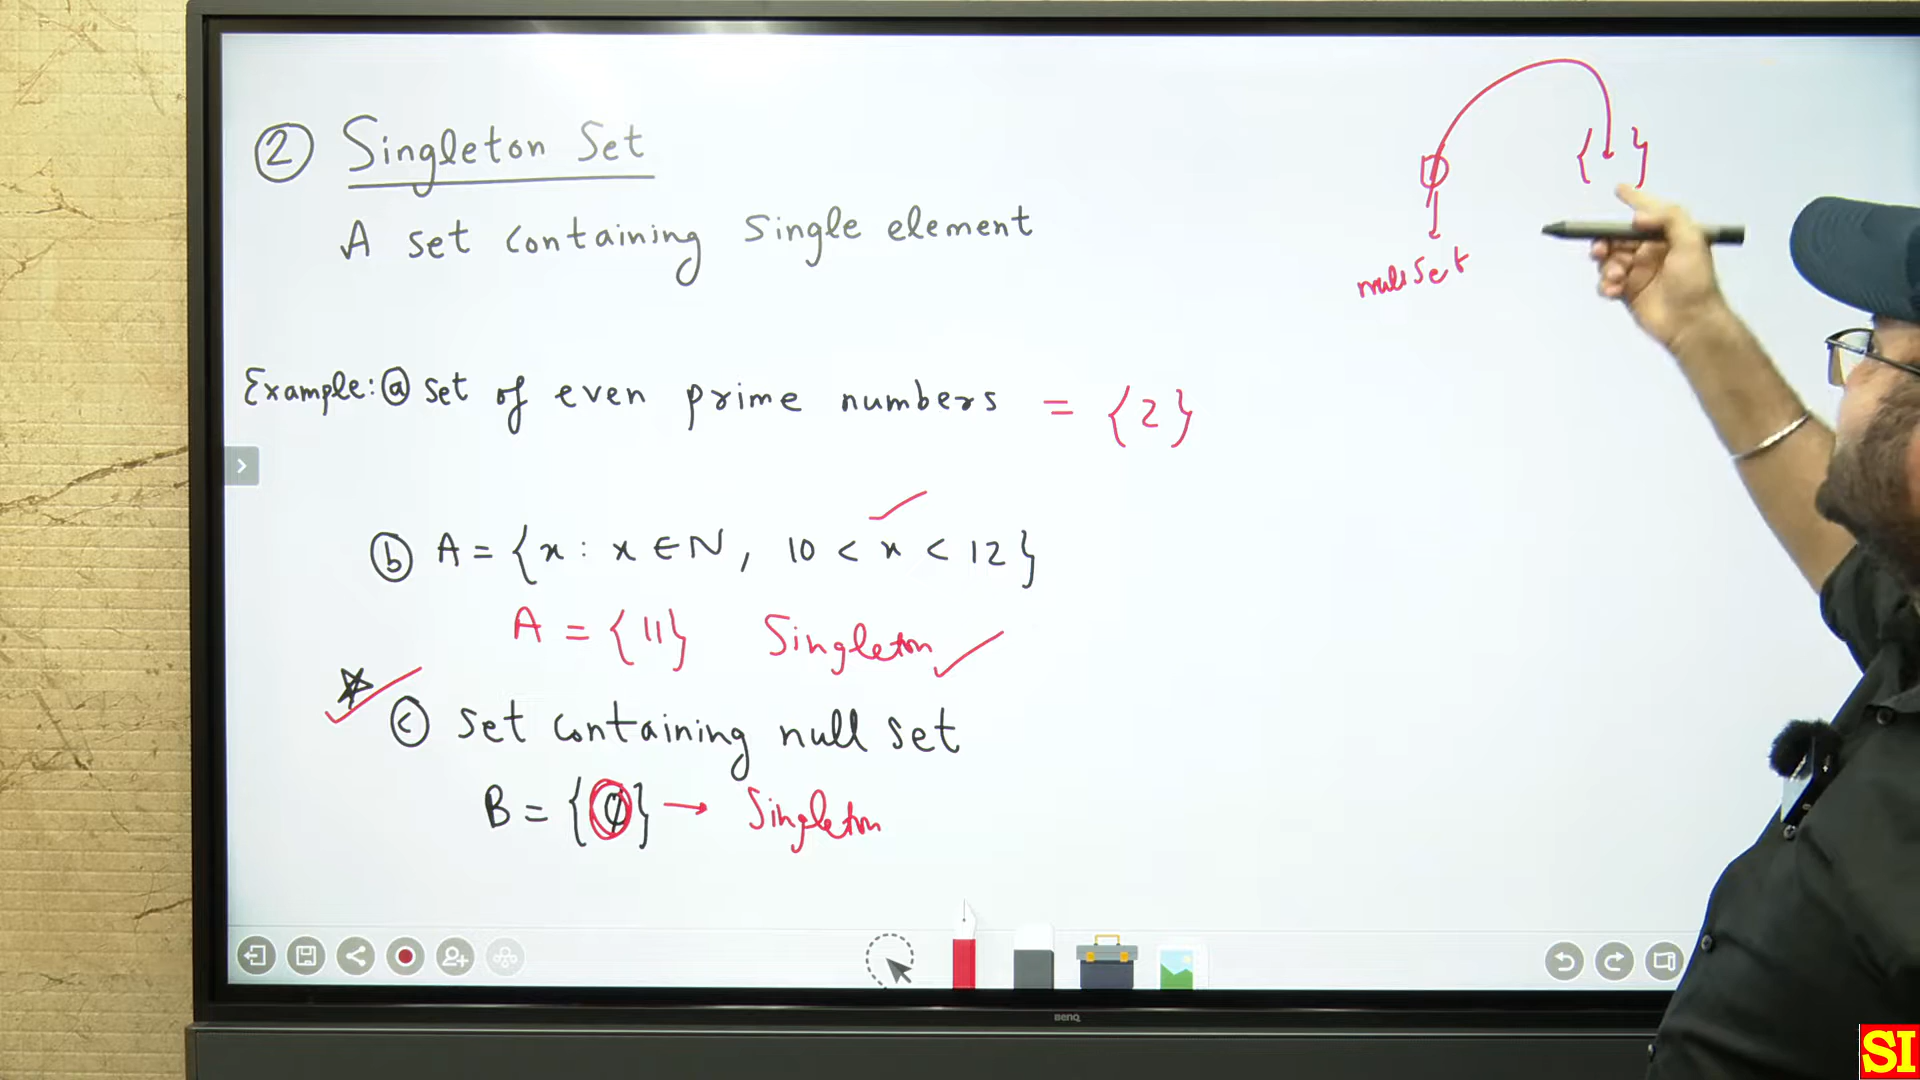 ② Singleton Set
A set containing single element
Example: ⓐ set of even prime numbers = {2}
ⓑ A = {x : x ∈ N, 10 < x < 12}
A = {11} Singleton
ⓒ set containing null set
B = {∅} → Singleton
∅ { }
null set
BENQ
SI